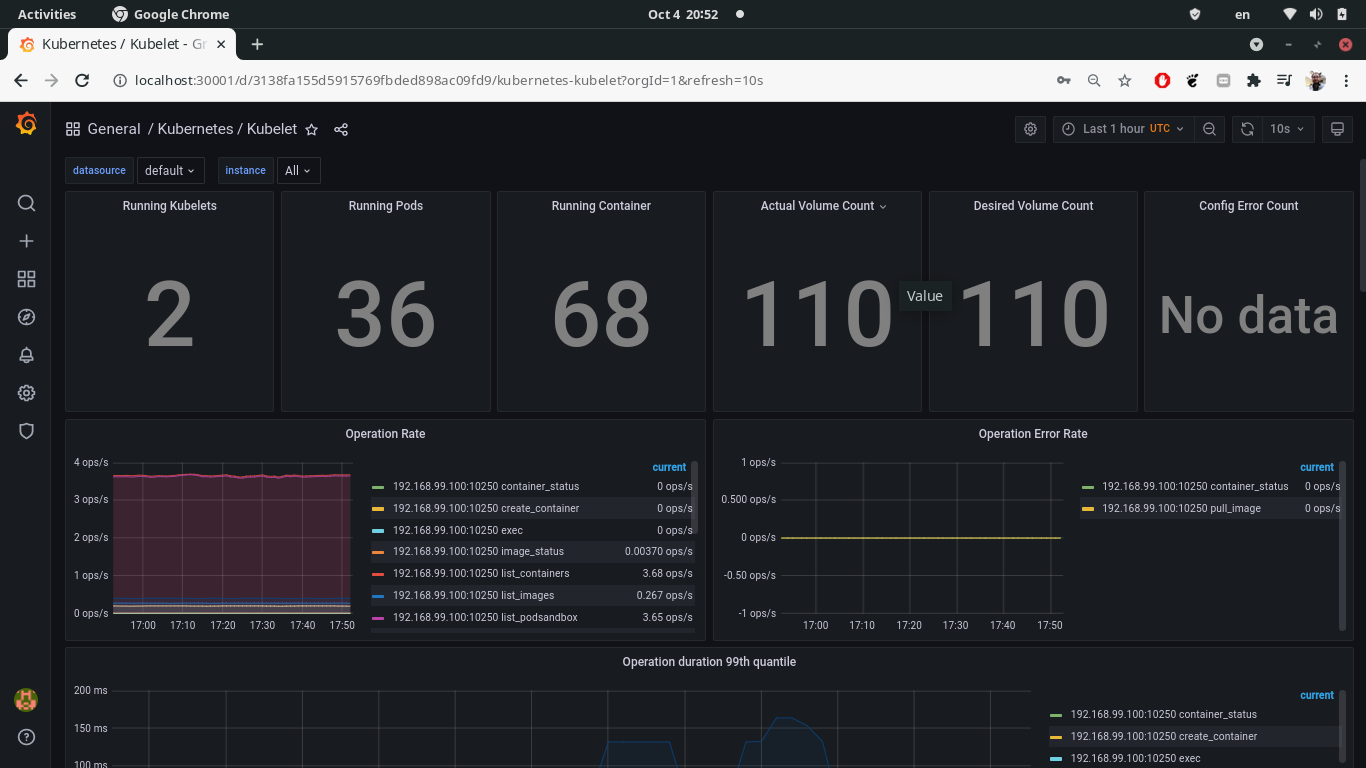 Activities Google Chrome Oct 4 20:52 en
Kubernetes / Kubelet - Gr
localhost:30001/d/3138fa155d5915769fbded898ac09fd9/kubernetes-kubelet?orgId=1&refresh=10s
General / Kubernetes / Kubelet Last 1 hour UTC 10s
datasource default instance All
Running Kubelets
2
Running Pods
36
Running Container
68
Actual Volume Count
110
Value
Desired Volume Count
110
Config Error Count
No data
Operation Rate
4 ops/s
3 ops/s
2 ops/s
1 ops/s
0 ops/s
17:00 17:10 17:20 17:30 17:40 17:50
current
192.168.99.100:10250 container_status 0 ops/s
192.168.99.100:10250 create_container 0 ops/s
192.168.99.100:10250 exec 0 ops/s
192.168.99.100:10250 image_status 0.00370 ops/s
192.168.99.100:10250 list_containers 3.68 ops/s
192.168.99.100:10250 list_images 0.267 ops/s
192.168.99.100:10250 list_podsandbox 3.65 ops/s
Operation Error Rate
1 ops/s
0.500 ops/s
0 ops/s
-0.50 ops/s
-1 ops/s
17:00 17:10 17:20 17:30 17:40 17:50
current
192.168.99.100:10250 container_status 0 ops/s
192.168.99.100:10250 pull_image 0 ops/s
Operation duration 99th quantile
200 ms
150 ms
100 ms
current
192.168.99.100:10250 container_status
192.168.99.100:10250 create_container
192.168.99.100:10250 exec